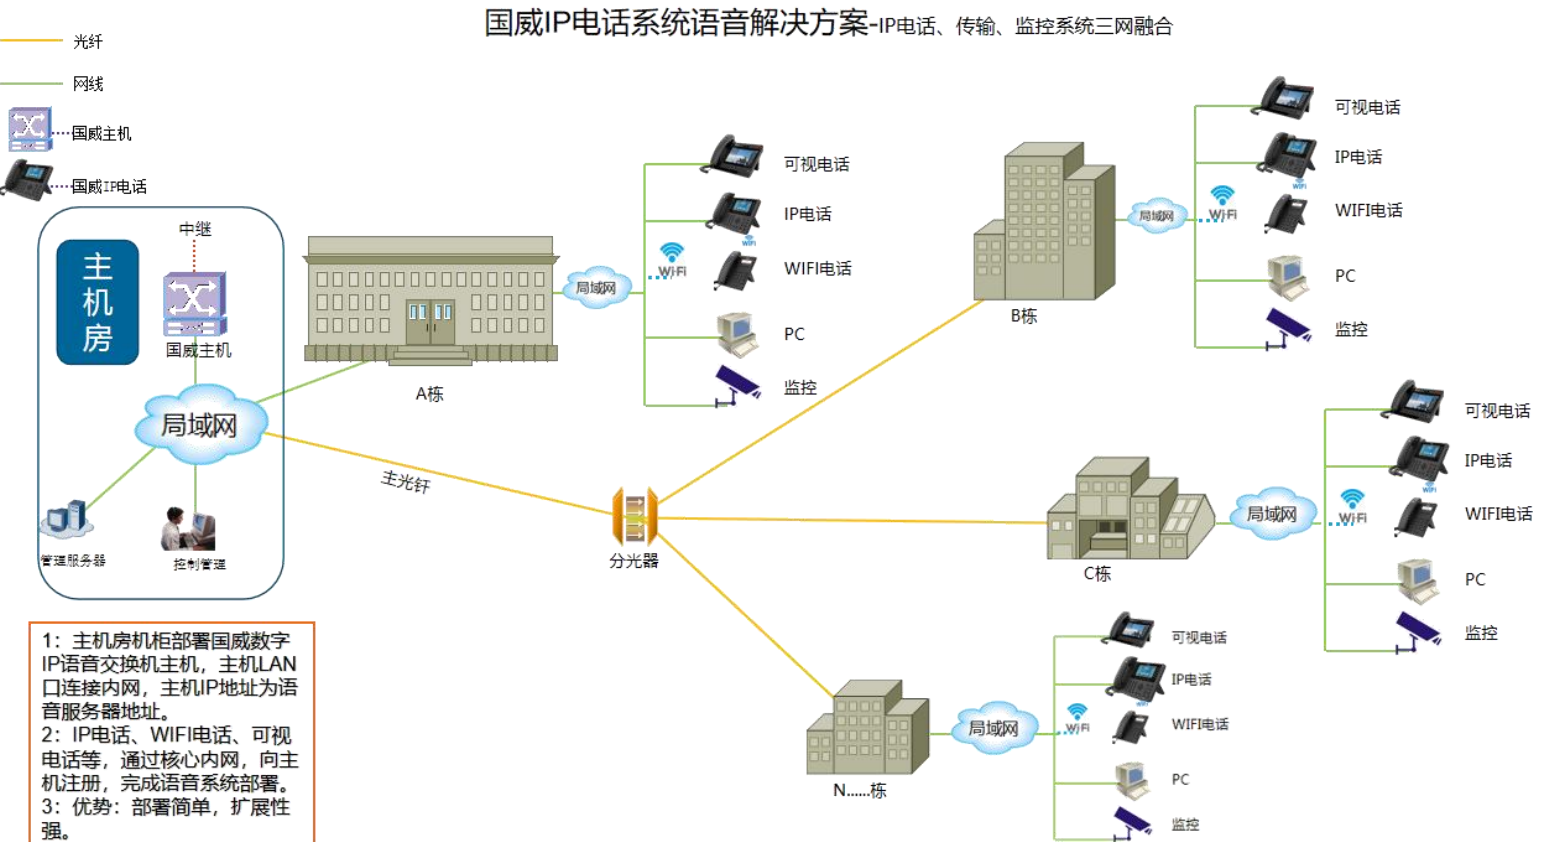 国威IP电话系统语音解决方案-IP电话、传输、监控系统三网融合
光纤
网线
国威主机
国威IP电话
主机房
中继
国威主机
局域网
管理服务器
控制管理
A栋
局域网
Wi-Fi
可视电话
IP电话
WiFi
WIFI电话
PC
监控
主光钎
分光器
B栋
局域网
Wi-Fi
可视电话
IP电话
WiFi
WIFI电话
PC
监控
C栋
局域网
Wi-Fi
可视电话
IP电话
WiFi
WIFI电话
PC
监控
N......栋
局域网
Wi-Fi
可视电话
IP电话
WiFi
WIFI电话
PC
监控
1：主机房机柜部署国威数字
IP语音交换机主机，主机LAN
口连接内网，主机IP地址为语
音服务器地址。
2：IP电话、WIFI电话、可视
电话等，通过核心内网，向主
机注册，完成语音系统部署。
3：优势：部署简单，扩展性
强。